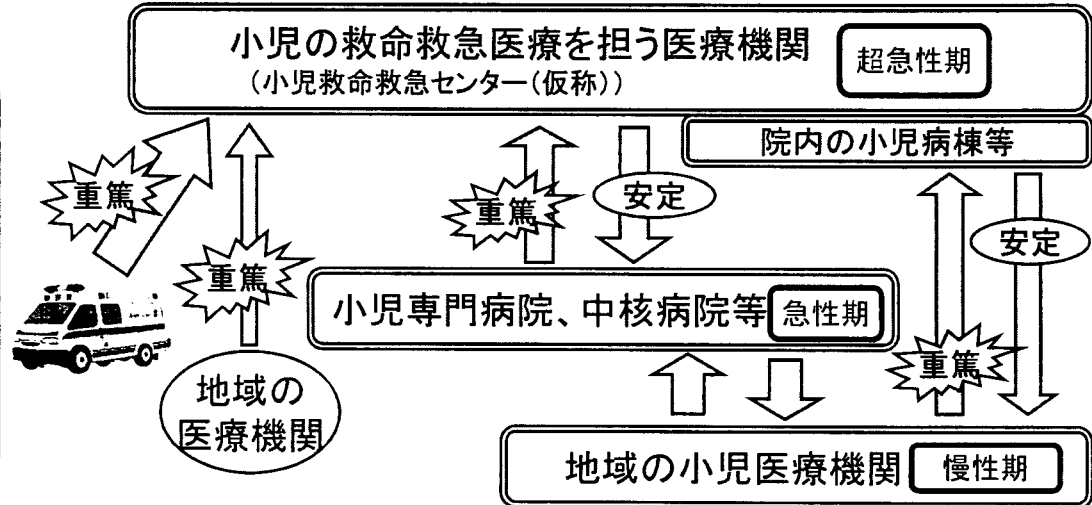 小児の救命救急医療を担う医療機関
(小児救命救急センター(仮称))
超急性期
院内の小児病棟等
重篤
重篤
重篤
安定
安定
小児専門病院、中核病院等
急性期
重篤
地域の
医療機関
地域の小児医療機関
慢性期